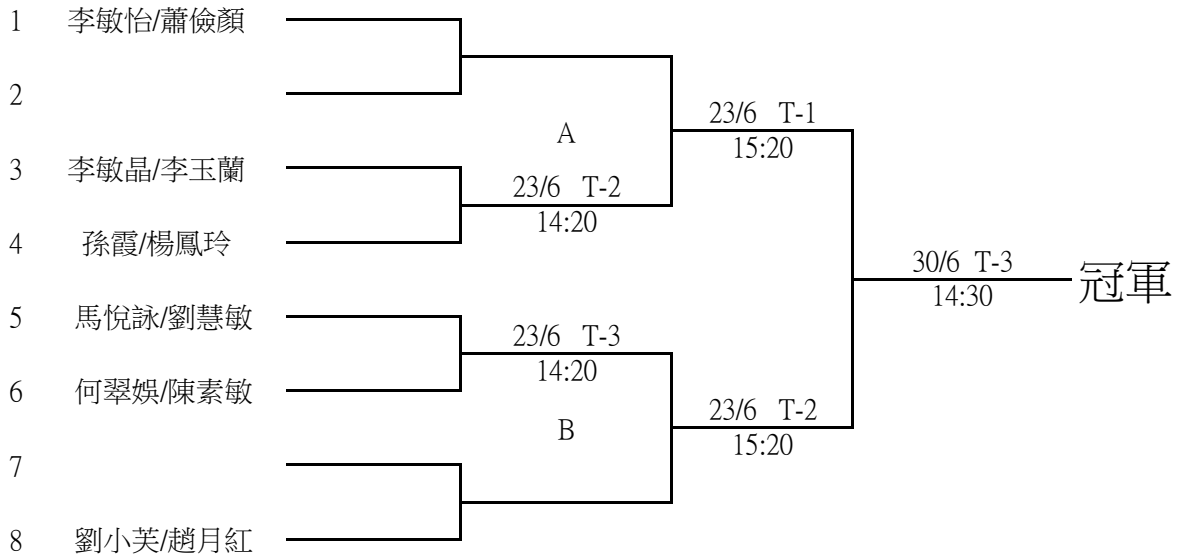 1 李敏怡/蕭儉顏
2
23/6 T-1
A
15:20
3 李敏晶/李玉蘭
23/6 T-2
14:20
4 孫霞/楊鳳玲
30/6 T-3
冠軍
14:30
5 馬悅詠/劉慧敏
23/6 T-3
14:20
6 何翠娛/陳素敏
23/6 T-2
B
15:20
7
8 劉小芙/趙月紅